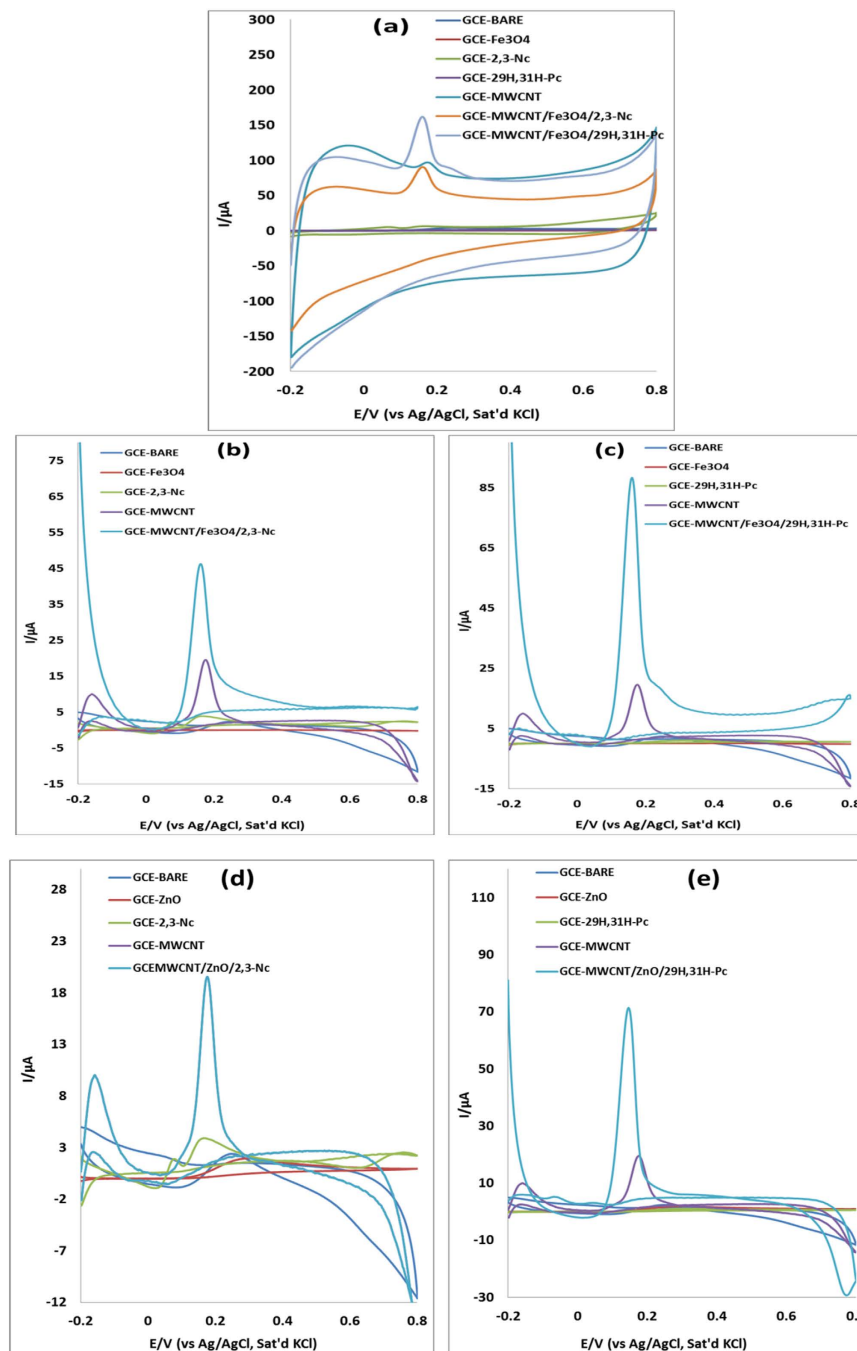 (a)
GCE-BARE
GCE-Fe3O4
GCE-2,3-Nc
GCE-29H,31H-Pc
GCE-MWCNT
GCE-MWCNT/Fe3O4/2,3-Nc
GCE-MWCNT/Fe3O4/29H,31H-Pc
300
250
200
150
100
50
0
-50
-100
-150
-200
I/µA
-0.2 0 0.2 0.4 0.6 0.8
E/V (vs Ag/AgCl, Sat'd KCl)
(b)
GCE-BARE
GCE-Fe3O4
GCE-2,3-Nc
GCE-MWCNT
GCE-MWCNT/Fe3O4/2,3-Nc
75
65
55
45
35
25
15
5
-5
-15
I/µA
-0.2 0 0.2 0.4 0.6 0.8
E/V (vs Ag/AgCl, Sat'd KCl)
(c)
GCE-BARE
GCE-Fe3O4
GCE-29H,31H-Pc
GCE-MWCNT
GCE-MWCNT/Fe3O4/29H,31H-Pc
85
65
45
25
5
-15
I/µA
-0.2 0 0.2 0.4 0.6 0.8
E/V (vs Ag/AgCl, Sat'd KCl)
(d)
GCE-BARE
GCE-ZnO
GCE-2,3-Nc
GCE-MWCNT
GCEMWCNT/ZnO/2,3-Nc
28
23
18
13
8
3
-2
-7
-12
I/µA
-0.2 0 0.2 0.4 0.6 0.8
E/V (vs Ag/AgCl, Sat'd KCl)
(e)
GCE-BARE
GCE-ZnO
GCE-29H,31H-Pc
GCE-MWCNT
GCE-MWCNT/ZnO/29H,31H-Pc
110
90
70
50
30
10
-10
-30
I/µA
-0.2 0 0.2 0.4 0.6 0.8
E/V (vs Ag/AgCl, Sat'd KCl)